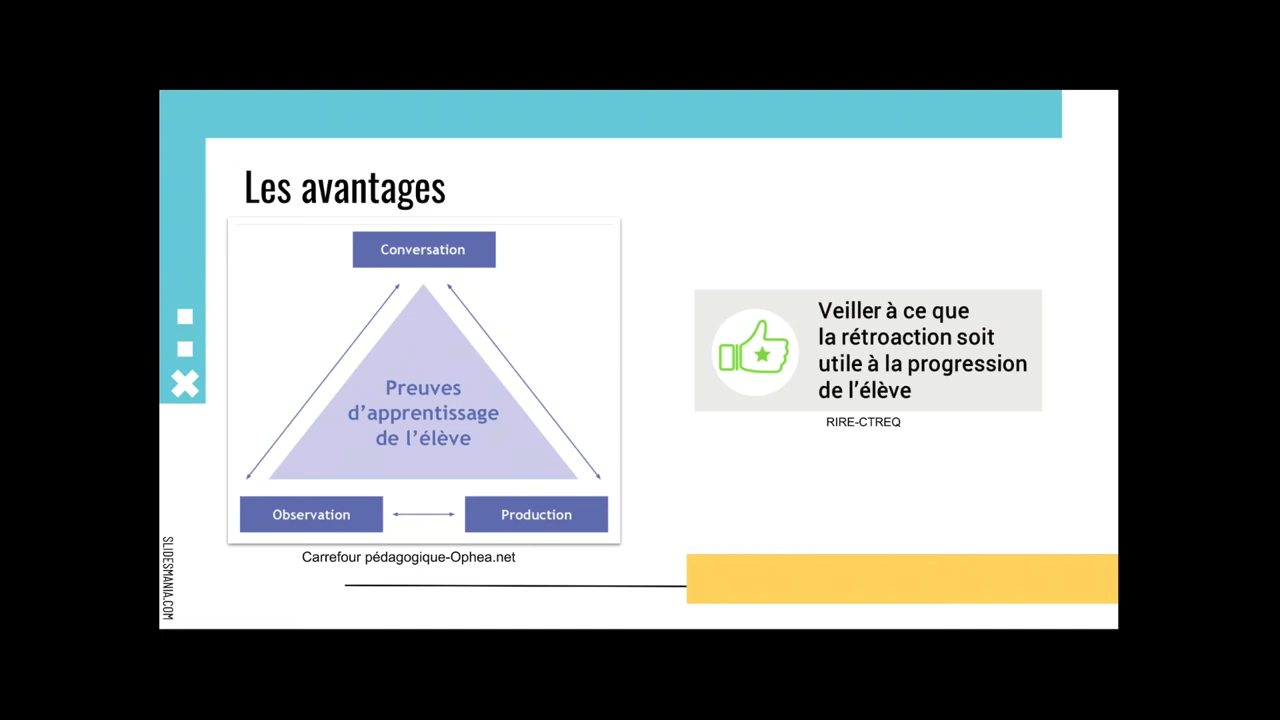 Les avantages
Conversation
Preuves
d'apprentissage
de l'élève
Observation
Production
Carrefour pédagogique-Ophea.net
Veiller à ce que
la rétroaction soit
utile à la progression
de l'élève
RIRE-CTREQ
SLIDESMANIA.COM